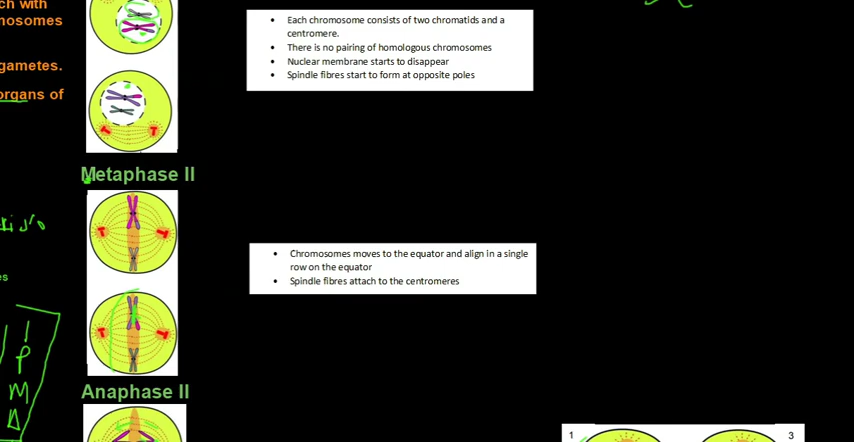 ch with
nosomes
gametes.
organs of
• Each chromosome consists of two chromatids and a
centromere.
• There is no pairing of homologous chromosomes
• Nuclear membrane starts to disappear
• Spindle fibres start to form at opposite poles
Metaphase II
• Chromosomes moves to the equator and align in a single
row on the equator
• Spindle fibres attach to the centromeres
es
P
M
A
Anaphase II
1
3